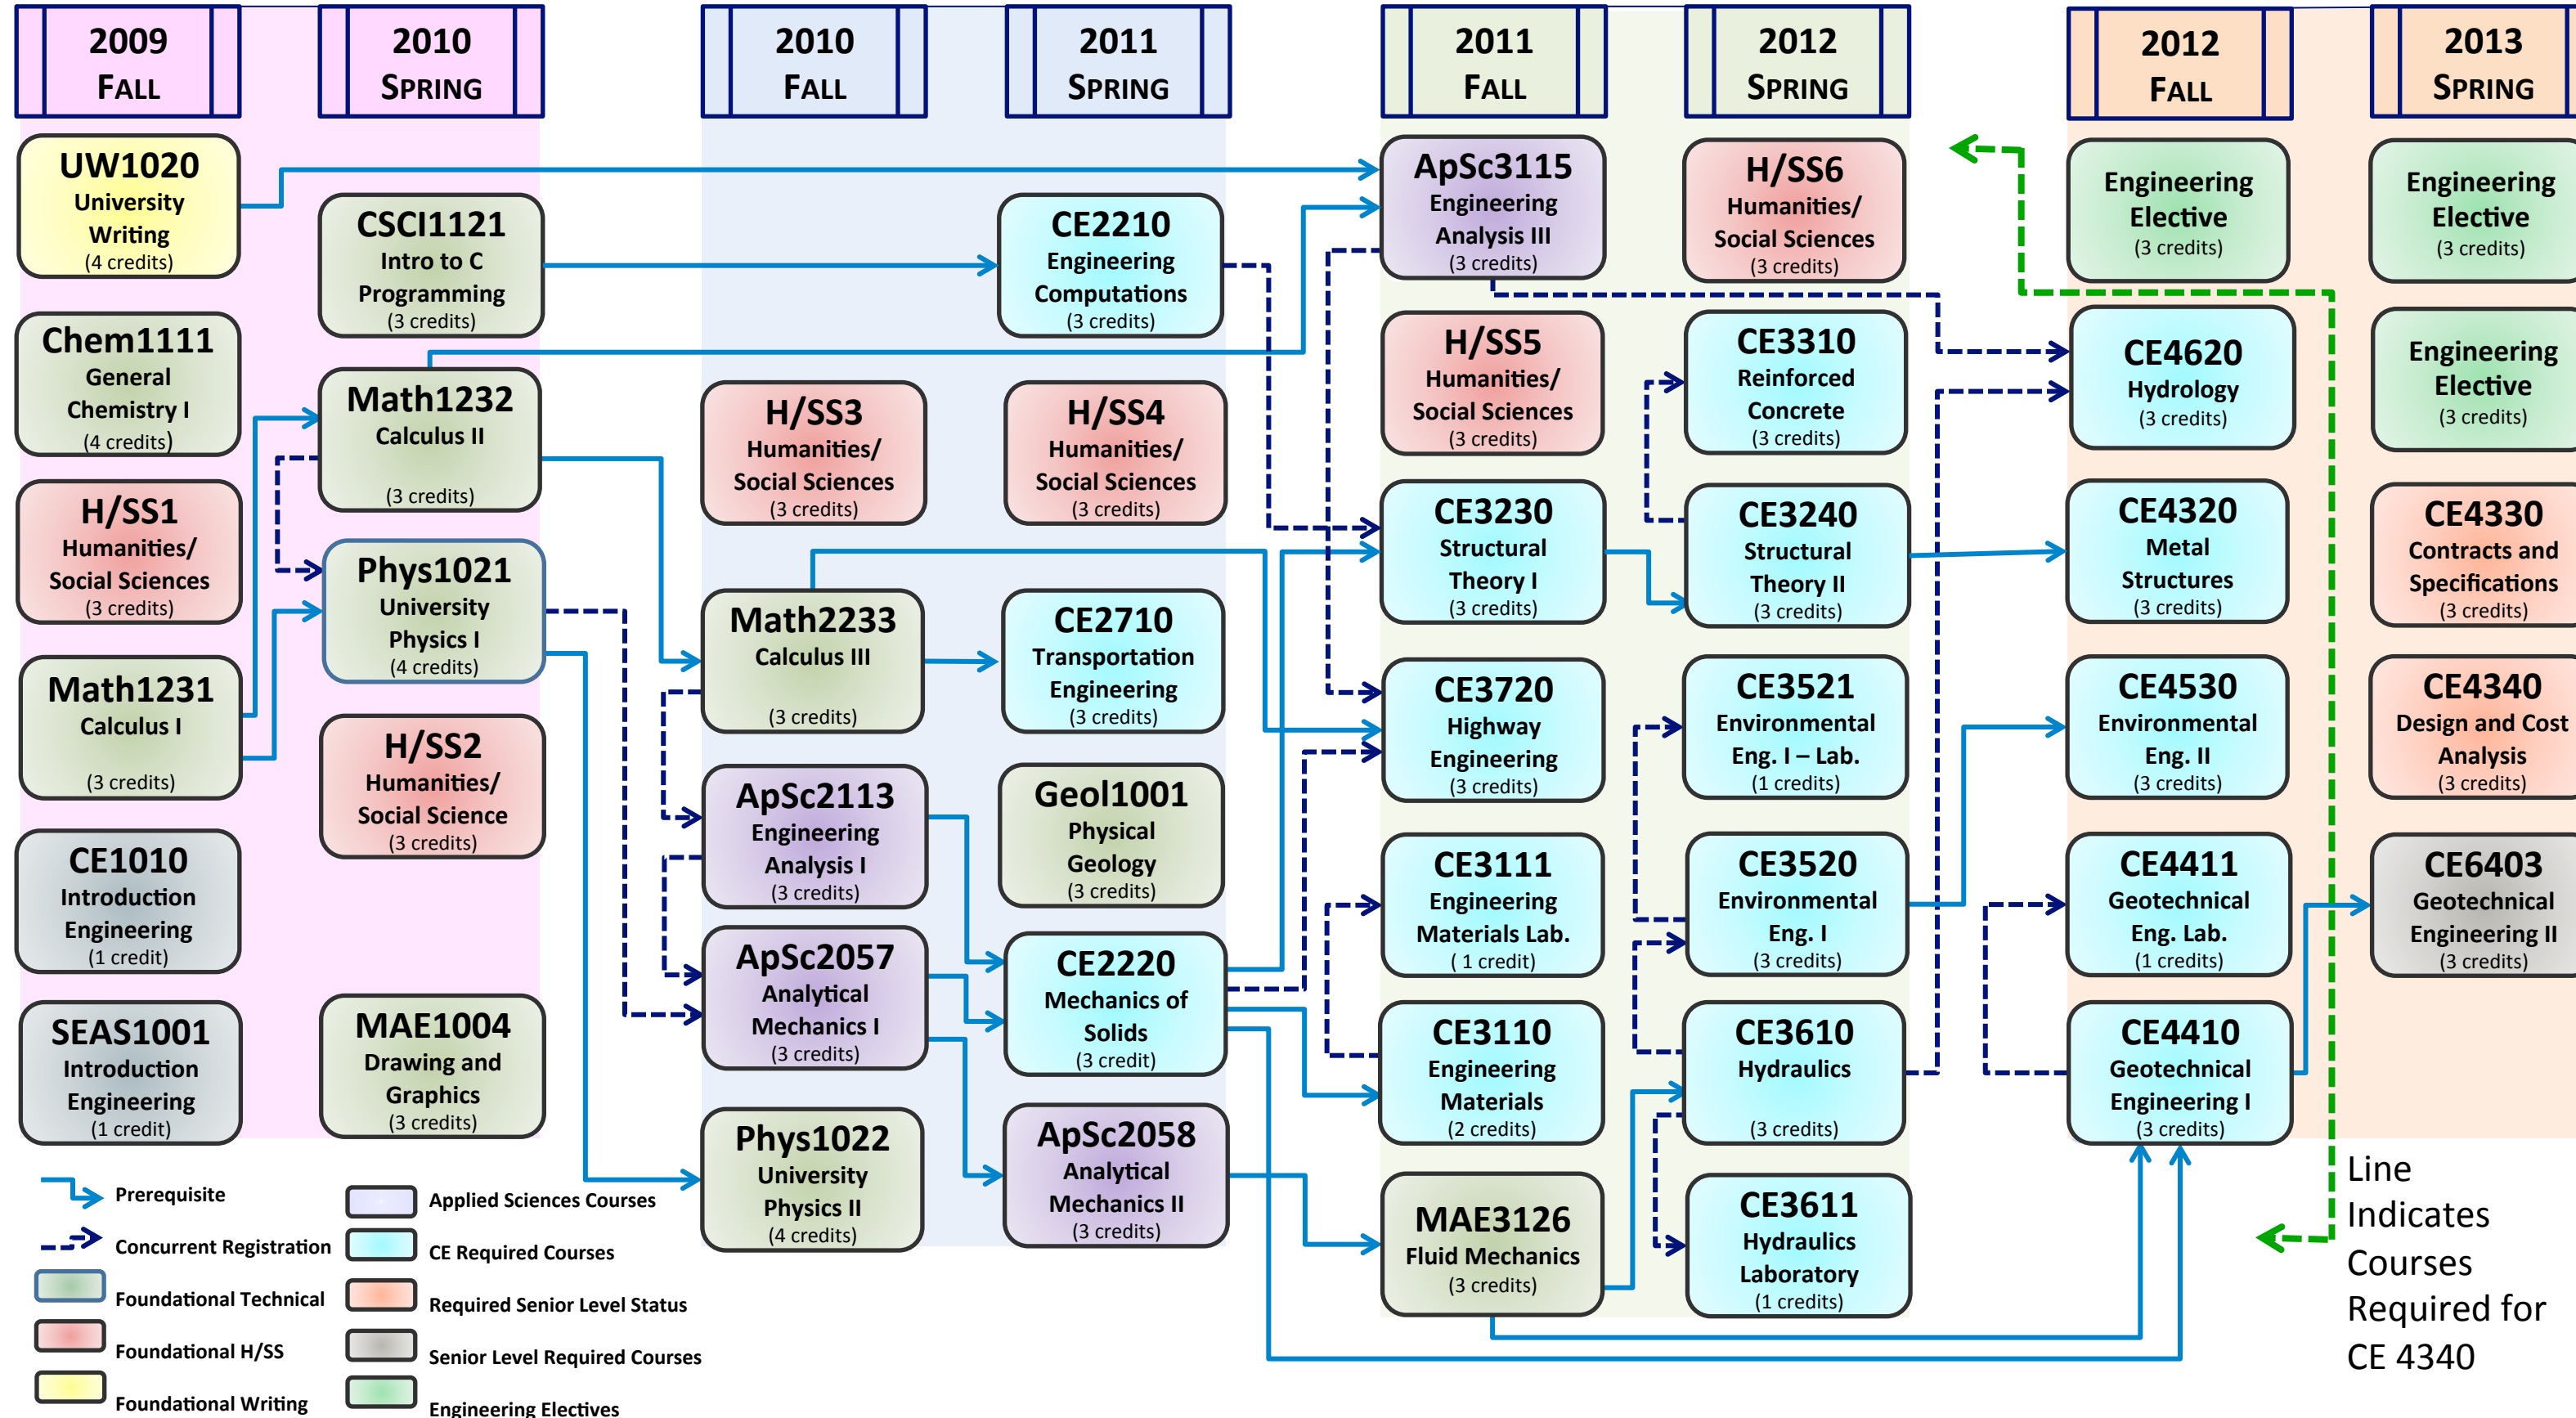 2009
FALL
2010
SPRING
2010
FALL
2011
SPRING
2011
FALL
2012
SPRING
2012
FALL
2013
SPRING
UW1020
University
Writing
(4 credits)
Chem1111
General
Chemistry I
(4 credits)
H/SS1
Humanities/
Social Sciences
(3 credits)
Math1231
Calculus I
(3 credits)
CE1010
Introduction
Engineering
(1 credit)
SEAS1001
Introduction
Engineering
(1 credit)
CSCI1121
Intro to C
Programming
(3 credits)
Math1232
Calculus II
(3 credits)
Phys1021
University
Physics I
(4 credits)
H/SS2
Humanities/
Social Science
(3 credits)
MAE1004
Drawing and
Graphics
(3 credits)
H/SS3
Humanities/
Social Sciences
(3 credits)
Math2233
Calculus III
(3 credits)
ApSc2113
Engineering
Analysis I
(3 credits)
ApSc2057
Analytical
Mechanics I
(3 credits)
Phys1022
University
Physics II
(4 credits)
CE2210
Engineering
Computations
(3 credits)
H/SS4
Humanities/
Social Sciences
(3 credits)
CE2710
Transportation
Engineering
(3 credits)
Geol1001
Physical
Geology
(3 credits)
CE2220
Mechanics of
Solids
(3 credit)
ApSc2058
Analytical
Mechanics II
(3 credits)
ApSc3115
Engineering
Analysis III
(3 credits)
H/SS5
Humanities/
Social Sciences
(3 credits)
CE3230
Structural
Theory I
(3 credits)
CE3720
Highway
Engineering
(3 credits)
CE3111
Engineering
Materials Lab.
( 1 credit)
CE3110
Engineering
Materials
(2 credits)
MAE3126
Fluid Mechanics
(3 credits)
H/SS6
Humanities/
Social Sciences
(3 credits)
CE3310
Reinforced
Concrete
(3 credits)
CE3240
Structural
Theory II
(3 credits)
CE3521
Environmental
Eng. I – Lab.
(1 credits)
CE3520
Environmental
Eng. I
(3 credits)
CE3610
Hydraulics
(3 credits)
CE3611
Hydraulics
Laboratory
(1 credits)
Engineering
Elective
(3 credits)
CE4620
Hydrology
(3 credits)
CE4320
Metal
Structures
(3 credits)
CE4530
Environmental
Eng. II
(3 credits)
CE4411
Geotechnical
Eng. Lab.
(1 credits)
CE4410
Geotechnical
Engineering I
(3 credits)
Engineering
Elective
(3 credits)
Engineering
Elective
(3 credits)
CE4330
Contracts and
Specifications
(3 credits)
CE4340
Design and Cost
Analysis
(3 credits)
CE6403
Geotechnical
Engineering II
(3 credits)
Prerequisite
Concurrent Registration
Foundational Technical
Foundational H/SS
Foundational Writing
Applied Sciences Courses
CE Required Courses
Required Senior Level Status
Senior Level Required Courses
Engineering Electives
Line
Indicates
Courses
Required for
CE 4340